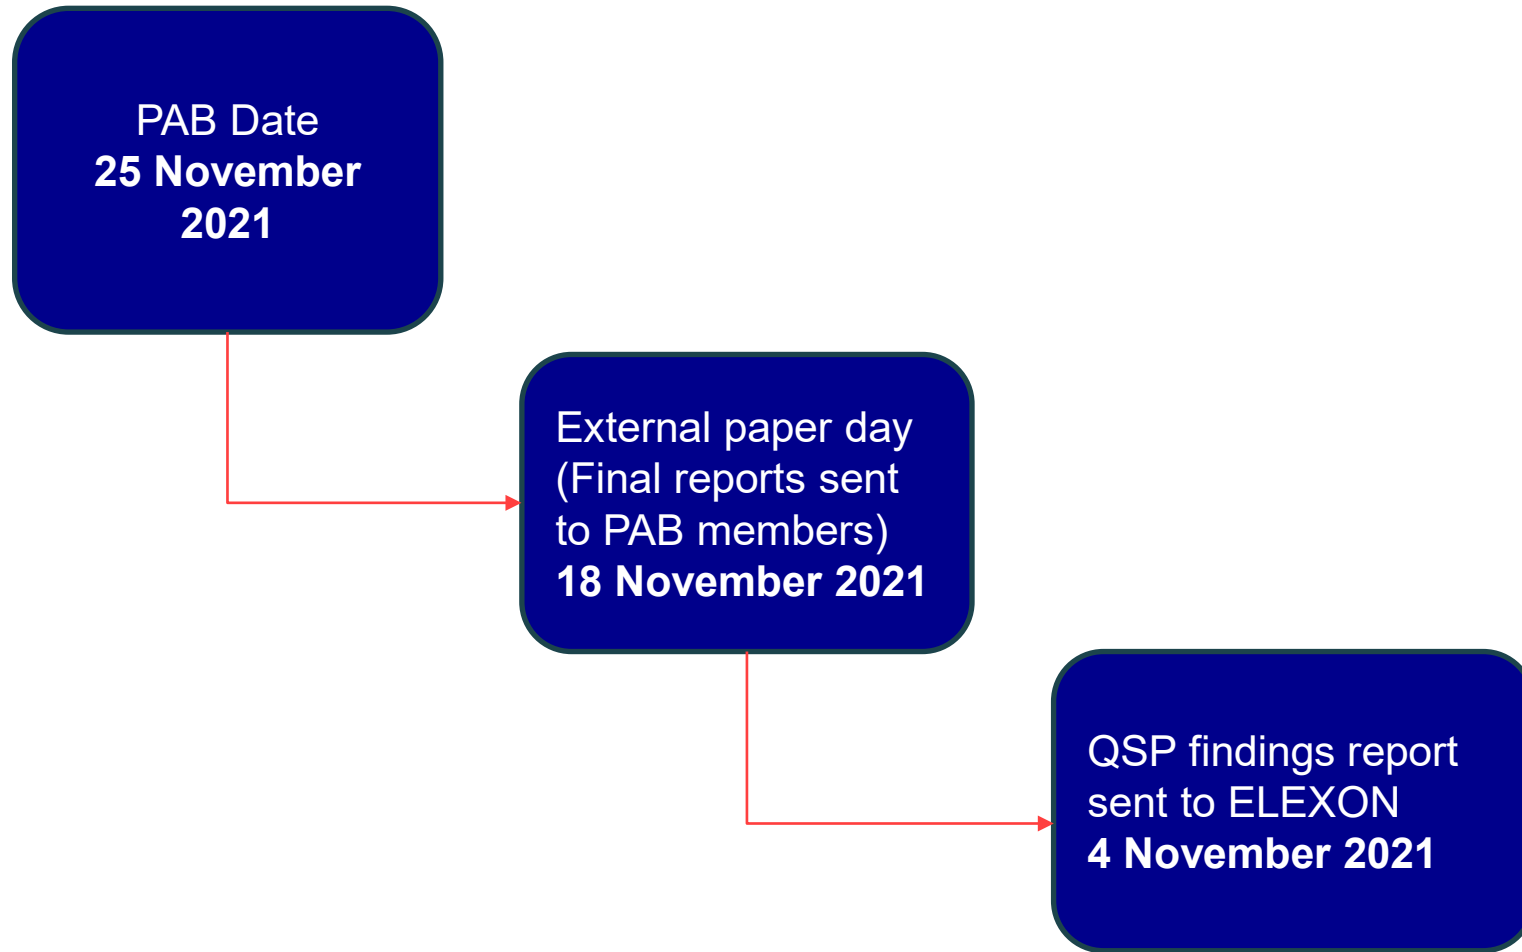 PAB Date
25 November
2021
External paper day
(Final reports sent
to PAB members)
18 November 2021
QSP findings report
sent to ELEXON
4 November 2021